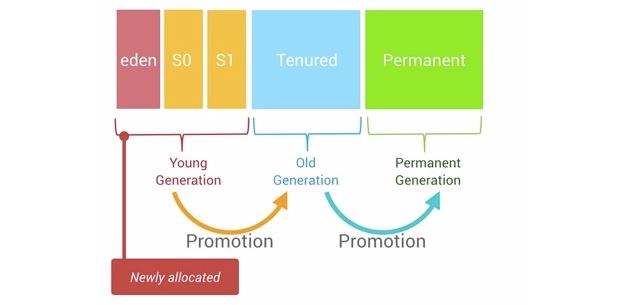 eden S0 S1 Tenured Permanent
Young Generation
Old Generation
Permanent Generation
Promotion Promotion
Newly allocated